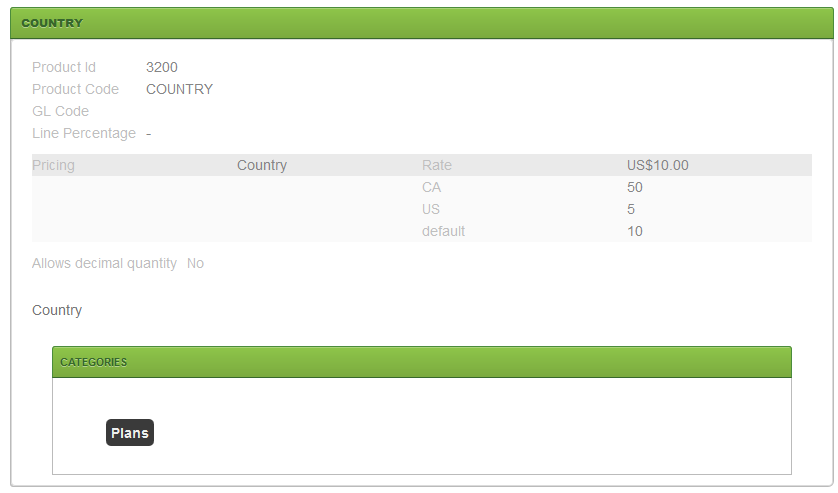 COUNTRY
Product Id 3200
Product Code COUNTRY
GL Code
Line Percentage -
Pricing Country Rate US$10.00
CA 50
US 5
default 10
Allows decimal quantity No
Country
CATEGORIES
Plans